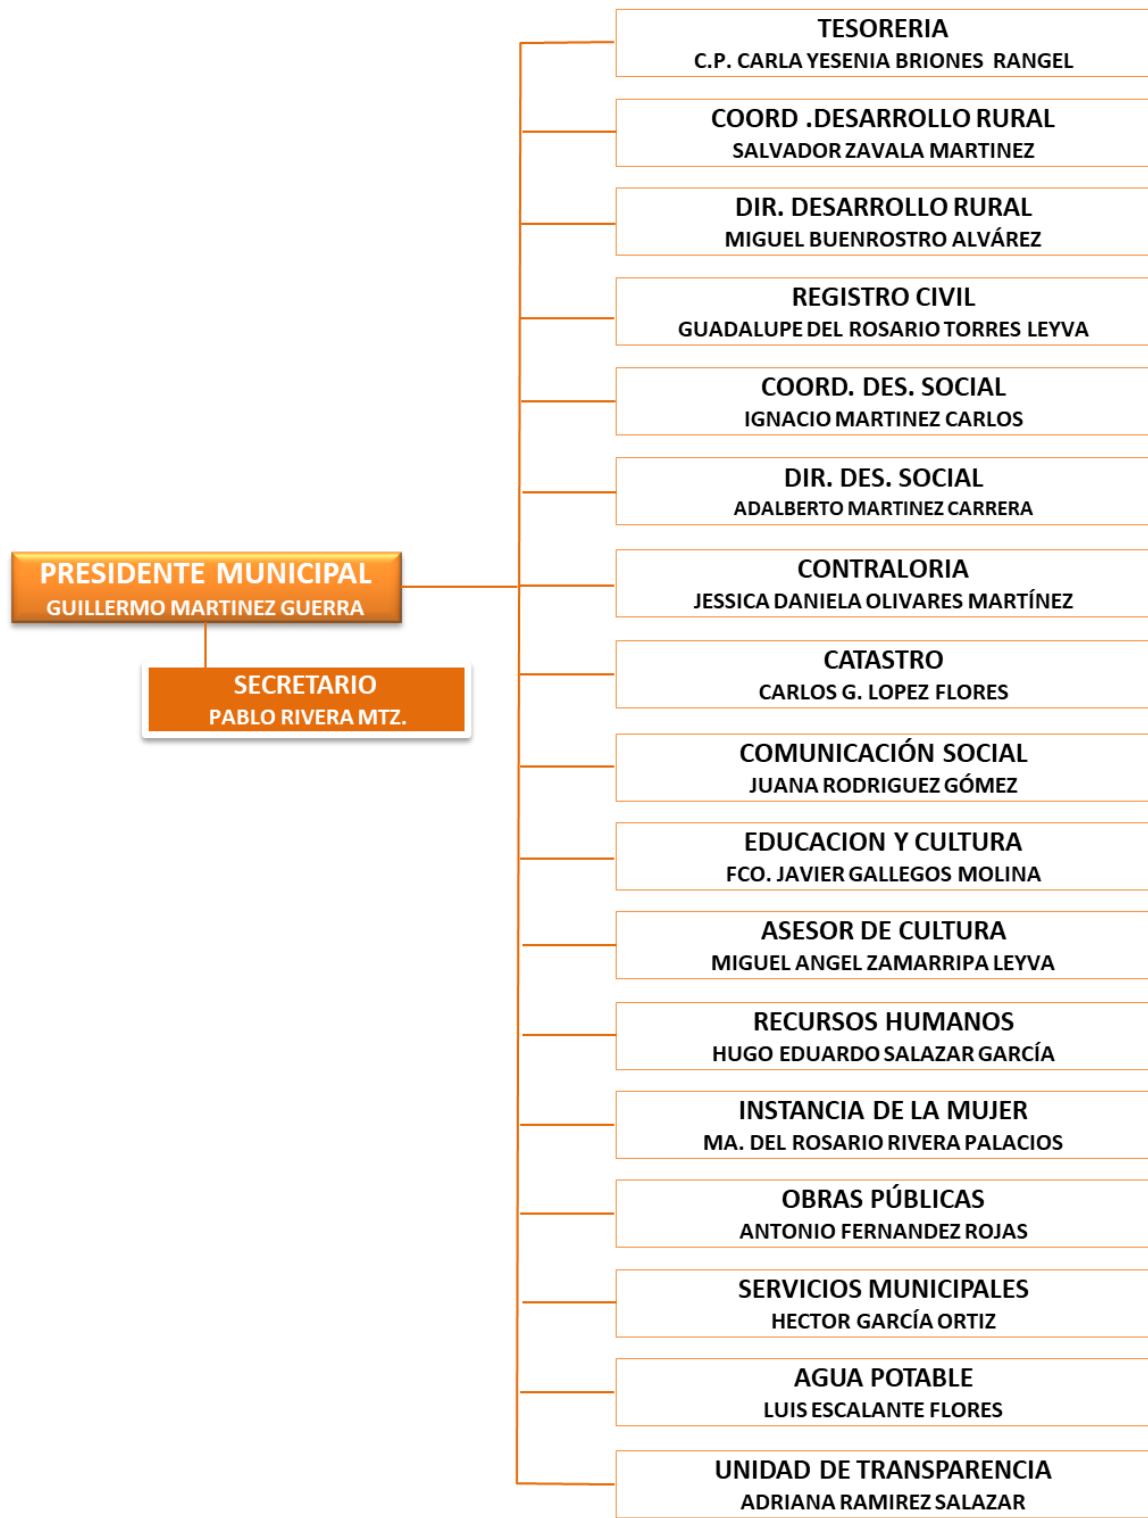 PRESIDENTE MUNICIPAL
GUILLERMO MARTINEZ GUERRA
SECRETARIO
PABLO RIVERA MTZ.
TESORERIA
C.P. CARLA YESENIA BRIONES RANGEL
COORD .DESARROLLO RURAL
SALVADOR ZAVALA MARTINEZ
DIR. DESARROLLO RURAL
MIGUEL BUENROSTRO ALVÁREZ
REGISTRO CIVIL
GUADALUPE DEL ROSARIO TORRES LEYVA
COORD. DES. SOCIAL
IGNACIO MARTINEZ CARLOS
DIR. DES. SOCIAL
ADALBERTO MARTINEZ CARRERA
CONTRALORIA
JESSICA DANIELA OLIVARES MARTÍNEZ
CATASTRO
CARLOS G. LOPEZ FLORES
COMUNICACIÓN SOCIAL
JUANA RODRIGUEZ GÓMEZ
EDUCACION Y CULTURA
FCO. JAVIER GALLEGOS MOLINA
ASESOR DE CULTURA
MIGUEL ANGEL ZAMARRIPA LEYVA
RECURSOS HUMANOS
HUGO EDUARDO SALAZAR GARCÍA
INSTANCIA DE LA MUJER
MA. DEL ROSARIO RIVERA PALACIOS
OBRAS PÚBLICAS
ANTONIO FERNANDEZ ROJAS
SERVICIOS MUNICIPALES
HECTOR GARCÍA ORTIZ
AGUA POTABLE
LUIS ESCALANTE FLORES
UNIDAD DE TRANSPARENCIA
ADRIANA RAMIREZ SALAZAR